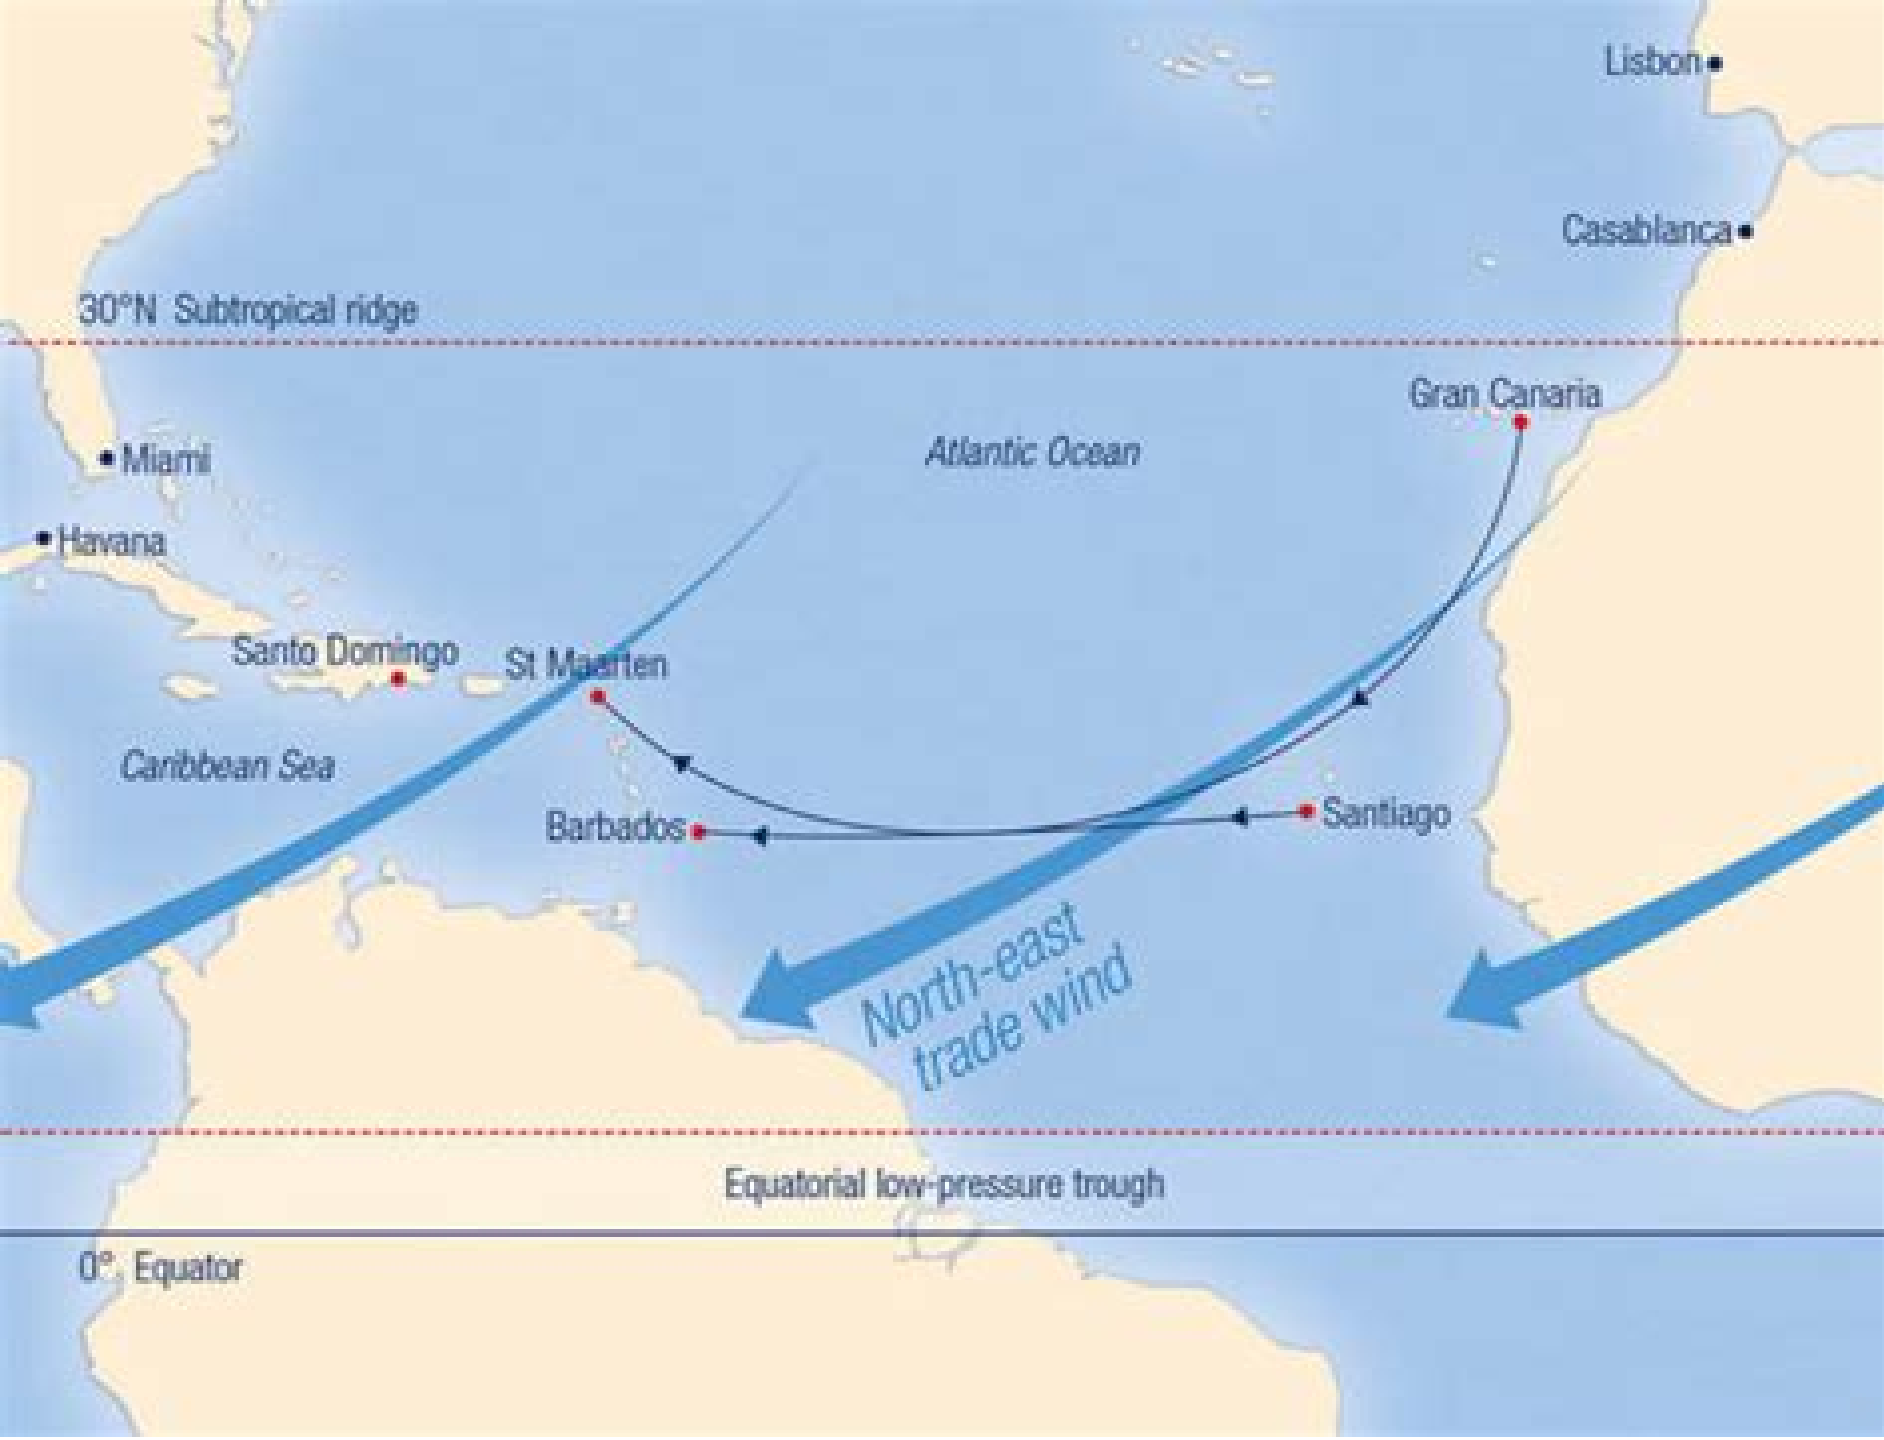 Lisbon
Casablanca
30°N Subtropical ridge
Gran Canaria
Atlantic Ocean
Miami
Havana
Santo Domingo
St Maarten
Caribbean Sea
Barbados
Santiago
North-east
trade wind
Equatorial low-pressure trough
0° Equator